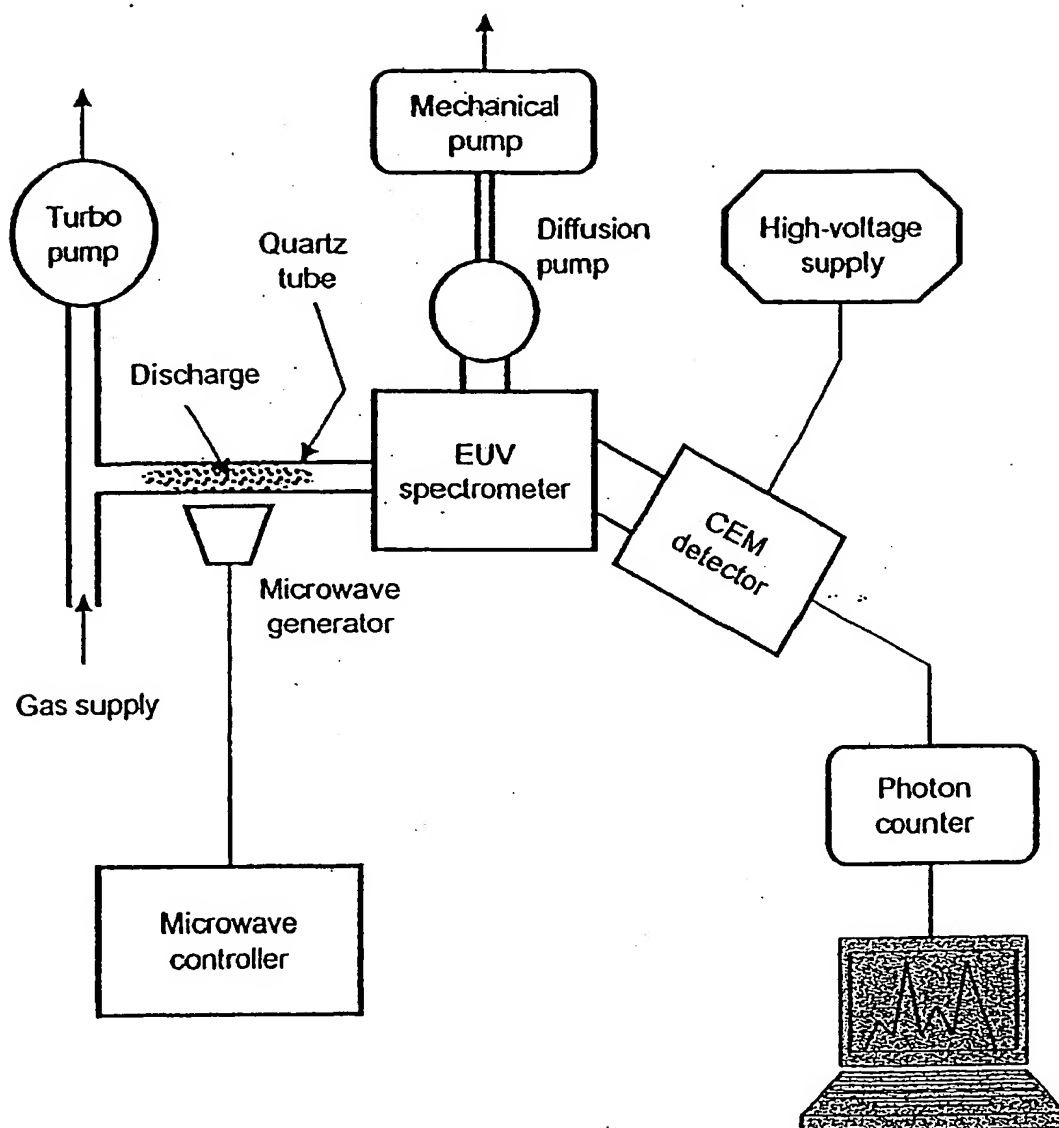 Mechanical
pump
Turbo
pump
Quartz
tube
Diffusion
pump
High-voltage
supply
Discharge
EUV
spectrometer
CEM
detector
Microwave
generator
Gas supply
Photon
counter
Microwave
controller